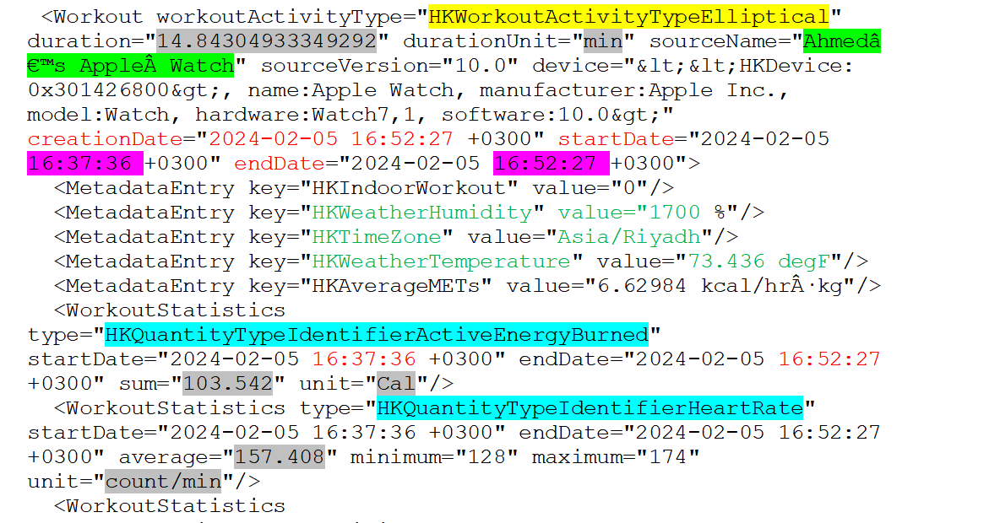 <Workout workoutActivityType="HKWorkoutActivityTypeElliptical"
duration="14.84304933349292" durationUnit="min" sourceName="Ahmedâ
€™s AppleÂ Watch" sourceVersion="10.0" device="&lt;&lt;HKDevice:
0x301426800&gt;, name:Apple Watch, manufacturer:Apple Inc.,
model:Watch, hardware:Watch7,1, software:10.0&gt;"
creationDate="2024-02-05 16:52:27 +0300" startDate="2024-02-05
16:37:36 +0300" endDate="2024-02-05 16:52:27 +0300">
<MetadataEntry key="HKIndoorWorkout" value="0"/>
<MetadataEntry key="HKWeatherHumidity" value="1700 %"/>
<MetadataEntry key="HKTimeZone" value="Asia/Riyadh"/>
<MetadataEntry key="HKWeatherTemperature" value="73.436 degF"/>
<MetadataEntry key="HKAverageMETs" value="6.62984 kcal/hrÂ·kg"/>
<WorkoutStatistics
type="HKQuantityTypeIdentifierActiveEnergyBurned"
startDate="2024-02-05 16:37:36 +0300" endDate="2024-02-05 16:52:27
+0300" sum="103.542" unit="Cal"/>
<WorkoutStatistics type="HKQuantityTypeIdentifierHeartRate"
startDate="2024-02-05 16:37:36 +0300" endDate="2024-02-05 16:52:27
+0300" average="157.408" minimum="128" maximum="174"
unit="count/min"/>
<WorkoutStatistics